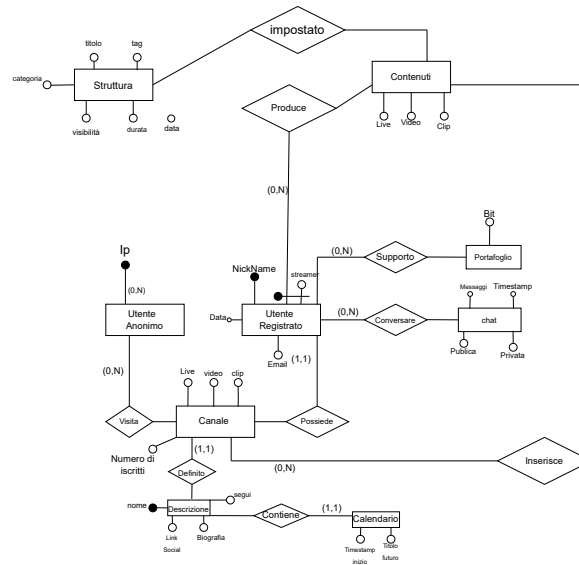 impostato
titolo
tag
categoria
Struttura
Contenuti
visibilità
durata
data
Produce
Live
Video
Clip
(0,N)
Ip
(0,N)
NickName
streamer
(0,N)
Supporto
Bit
Portafoglio
Utente
Anonimo
Data
Utente
Registrato
(0,N)
Conversare
Messaggi
Timestamp
chat
Publica
Privata
Email
(1,1)
(0,N)
Live
video
clip
Visita
Canale
Possiede
Numero di
iscritti
(1,1)
(0,N)
Inserisce
Definito
nome
Descrizione
segui
Contiene
(1,1)
Calendario
Link
Social
Biografia
Timestamp
inizio
Titolo
futuro